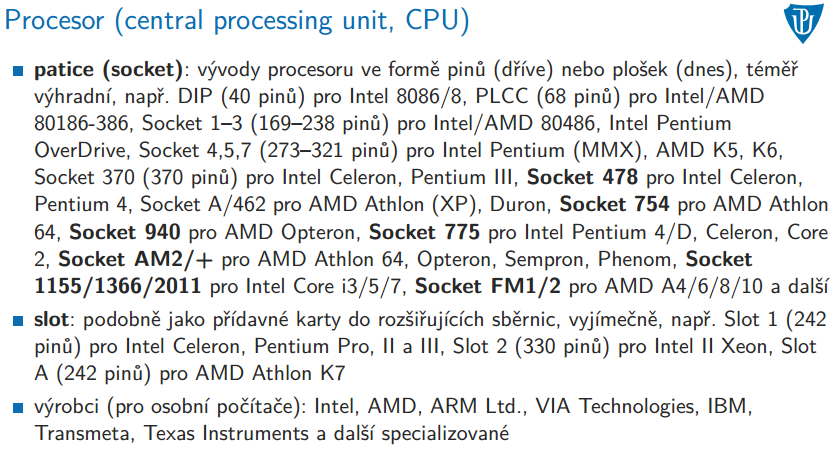 Procesor (central processing unit, CPU)
patice (socket): vývody procesoru ve formě pinů (dříve) nebo plošek (dnes), téměř
výhradní, např. DIP (40 pinů) pro Intel 8086/8, PLCC (68 pinů) pro Intel/AMD
80186-386, Socket 1–3 (169–238 pinů) pro Intel/AMD 80486, Intel Pentium
OverDrive, Socket 4,5,7 (273–321 pinů) pro Intel Pentium (MMX), AMD K5, K6,
Socket 370 (370 pinů) pro Intel Celeron, Pentium III, Socket 478 pro Intel Celeron,
Pentium 4, Socket A/462 pro AMD Athlon (XP), Duron, Socket 754 pro AMD Athlon
64, Socket 940 pro AMD Opteron, Socket 775 pro Intel Pentium 4/D, Celeron, Core
2, Socket AM2/+ pro AMD Athlon 64, Opteron, Sempron, Phenom, Socket
1155/1366/2011 pro Intel Core i3/5/7, Socket FM1/2 pro AMD A4/6/8/10 a další
slot: podobně jako přídavné karty do rozšiřujících sběrnic, vyjímečně, např. Slot 1 (242
pinů) pro Intel Celeron, Pentium Pro, II a III, Slot 2 (330 pinů) pro Intel II Xeon, Slot
A (242 pinů) pro AMD Athlon K7
výrobci (pro osobní počítače): Intel, AMD, ARM Ltd., VIA Technologies, IBM,
Transmeta, Texas Instruments a další specializované